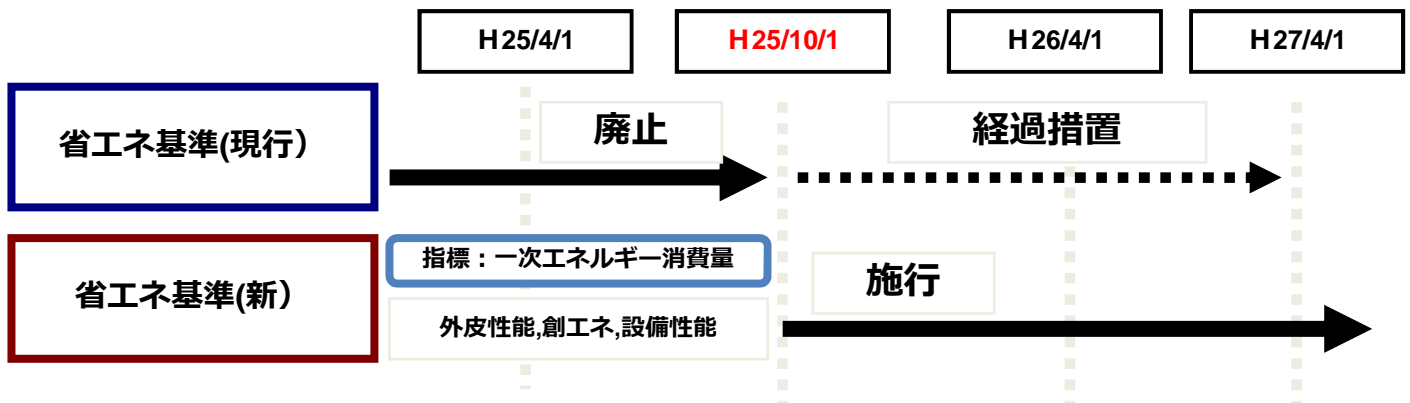 H25/4/1
H25/10/1
H26/4/1
H27/4/1
省エネ基準(現行）
廃止
経過措置
省エネ基準(新）
指標：一次エネルギー消費量
外皮性能,創エネ,設備性能
施行